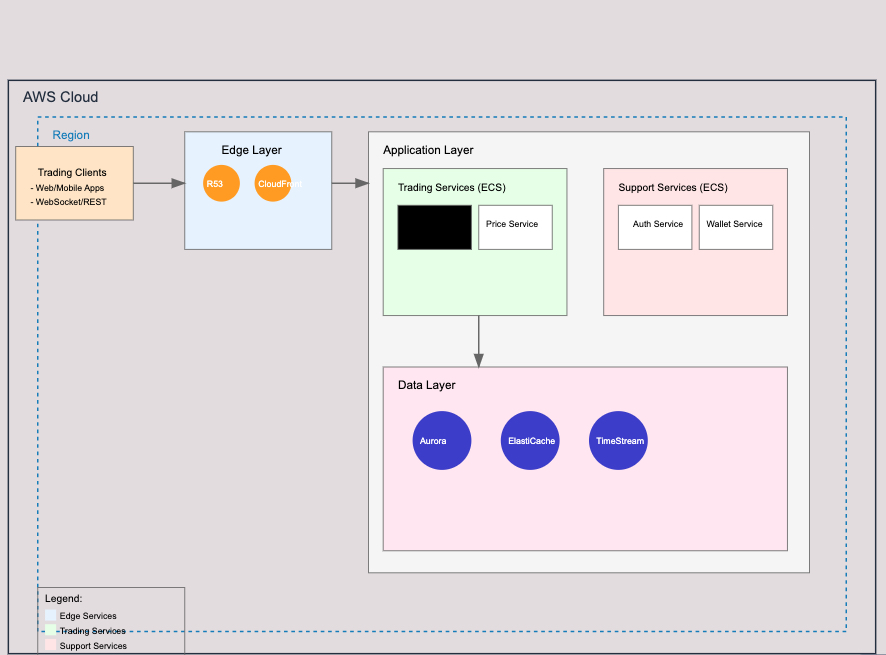 AWS Cloud
Region
Trading Clients
- Web/Mobile Apps
- WebSocket/REST
Edge Layer
R53
CloudFront
Application Layer
Trading Services (ECS)
Price Service
Support Services (ECS)
Auth Service
Wallet Service
Data Layer
Aurora
ElastiCache
TimeStream
Legend:
Edge Services
Trading Services
Support Services